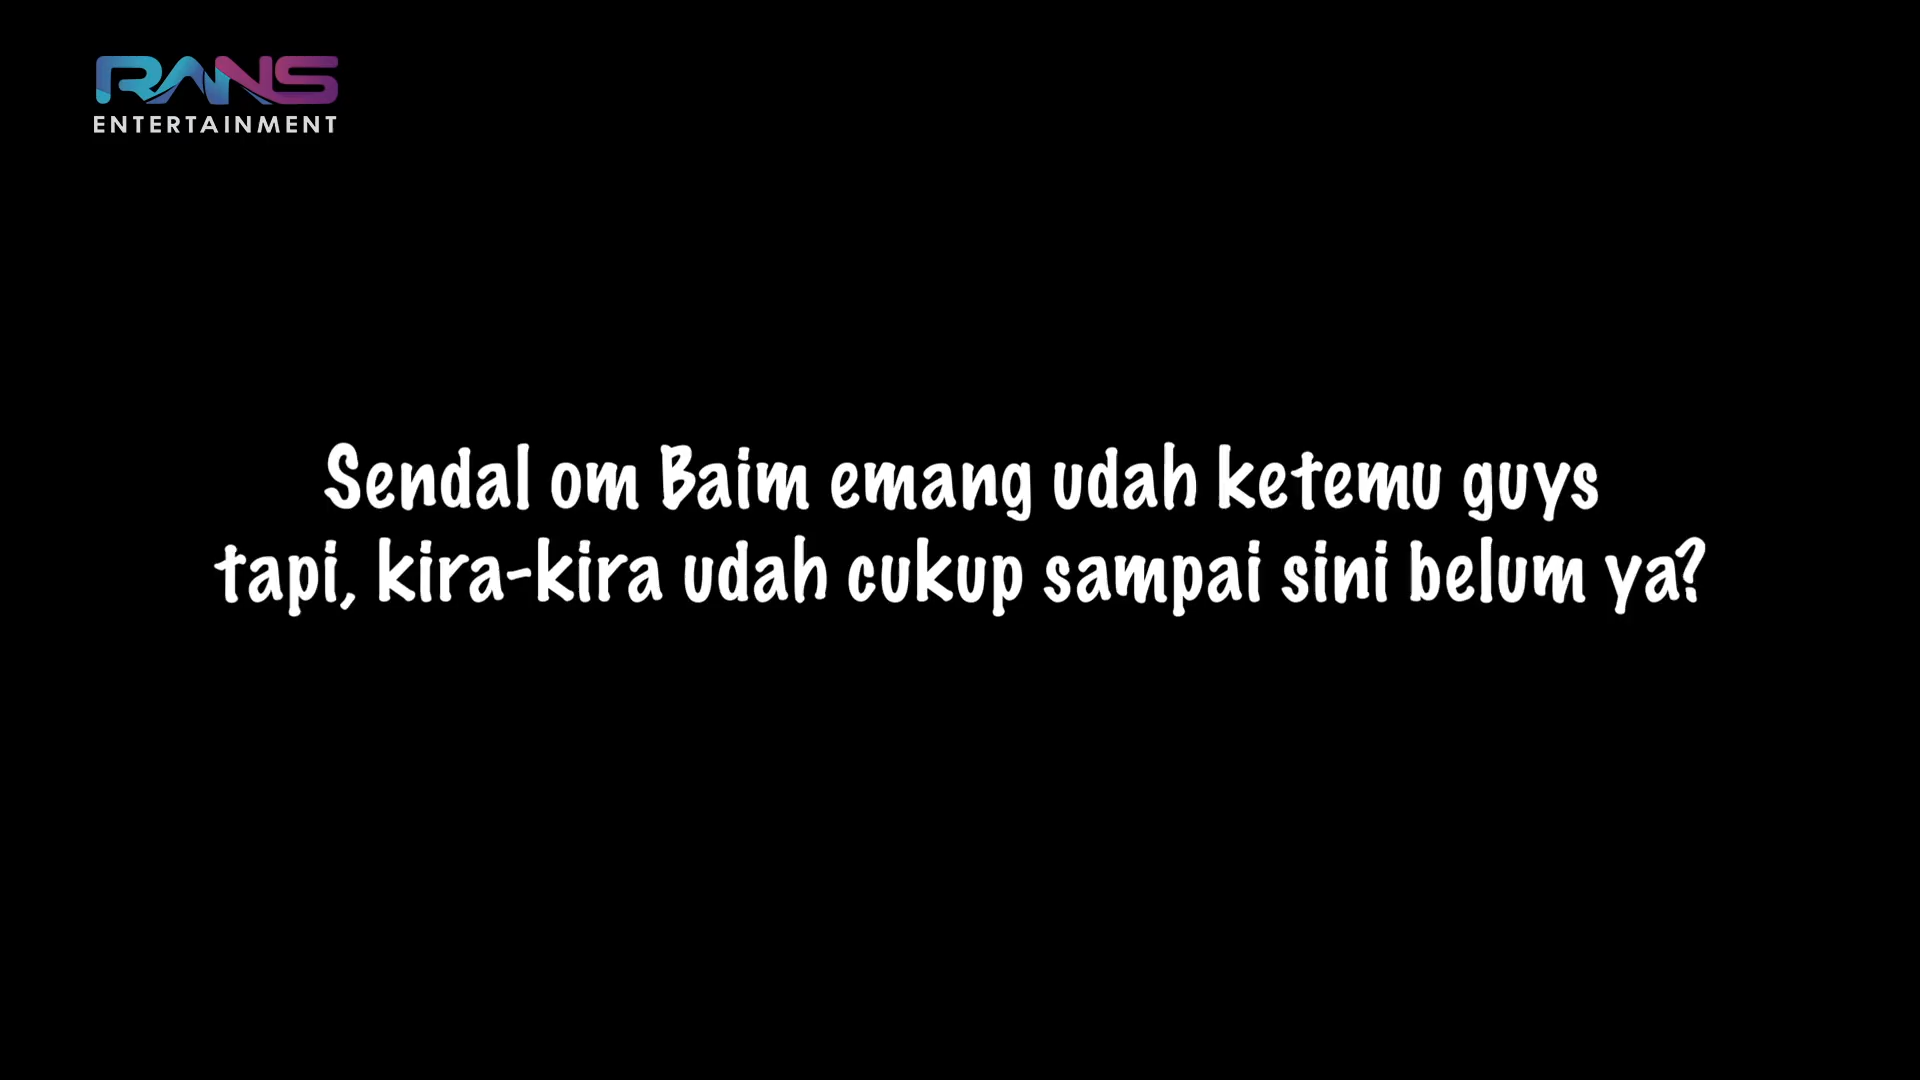 RANS
ENTERTAINMENT
Sendal om Baim emang udah ketemu guys
tapi, kira-kira udah cukup sampai sini belum ya?